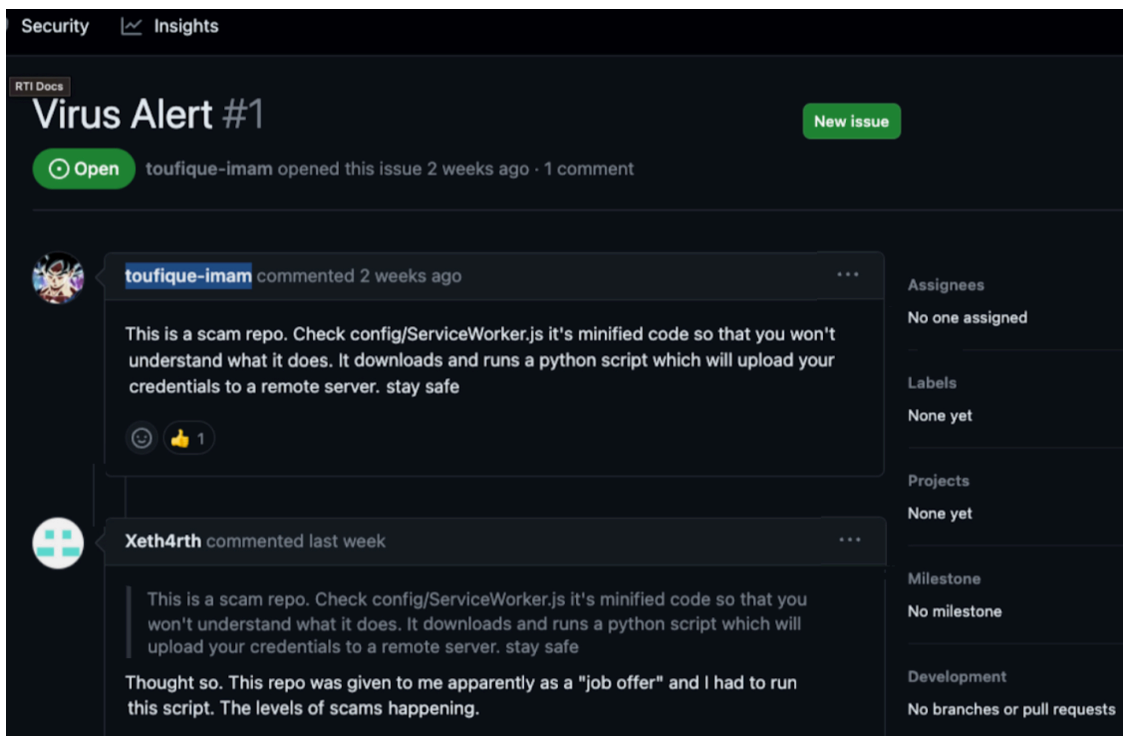 Security Insights
RTI Docs
Virus Alert #1
New issue
Open toufique-imam opened this issue 2 weeks ago · 1 comment
toufique-imam commented 2 weeks ago
This is a scam repo. Check config/ServiceWorker.js it's minified code so that you won't
understand what it does. It downloads and runs a python script which will upload your
credentials to a remote server. stay safe
👍 1
Xeth4rth commented last week
This is a scam repo. Check config/ServiceWorker.js it's minified code so that you
won't understand what it does. It downloads and runs a python script which will
upload your credentials to a remote server. stay safe
Thought so. This repo was given to me apparently as a "job offer" and I had to run
this script. The levels of scams happening.
Assignees
No one assigned
Labels
None yet
Projects
None yet
Milestone
No milestone
Development
No branches or pull requests